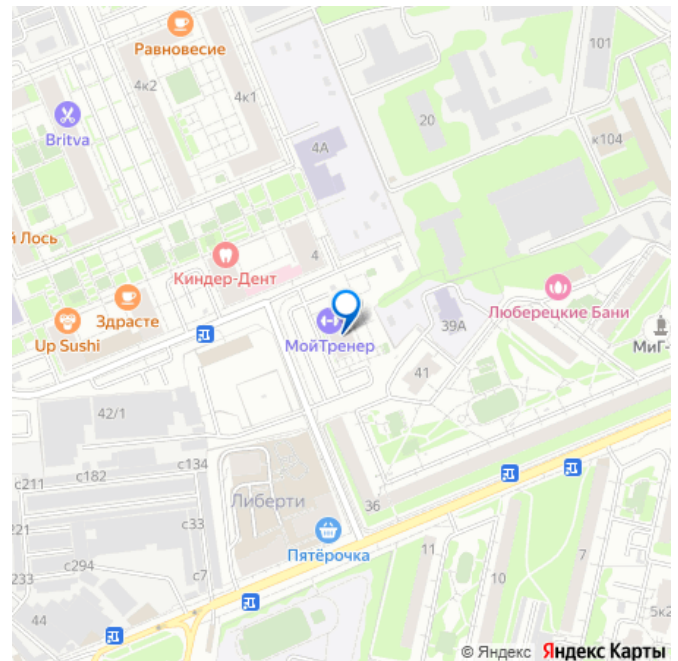 Равновесие
101
4к2
4к1
Britva
20
4А
к104
й Лось
4
Киндер-Дент
Здрасте
Люберецкие Бани
Up Sushi
МойТренер
39А
МиГ-
41
42/1
с134
с182
с211
Либерти
36
221
с33
Пятёрочка
11
7
с294
10
233
с7
5к2
44
© Яндекс Яндекс Карты